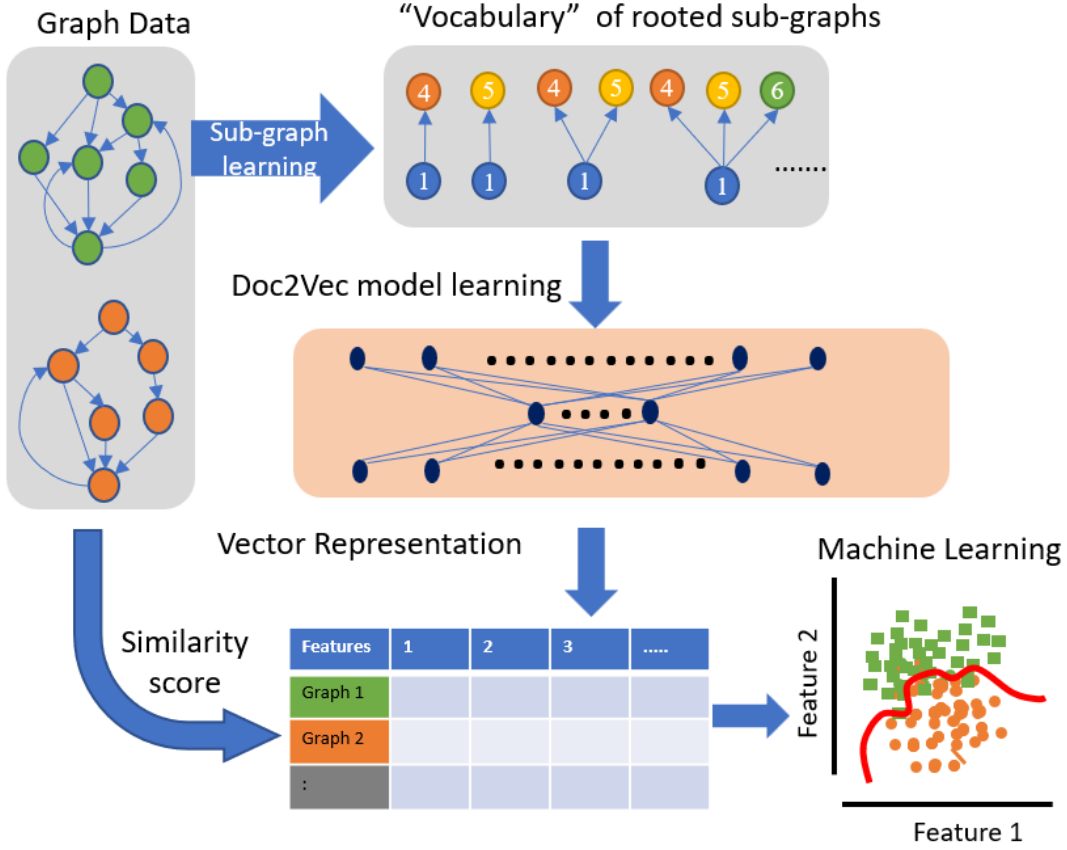 Graph Data
“Vocabulary” of rooted sub-graphs
4 5 4 5 4 5 6
Sub-graph
learning
1 1 1 1 .......
Doc2Vec model learning
Vector Representation
Machine Learning
Similarity
score
Features 1 2 3 .....
Graph 1
Graph 2
:
Feature 2
Feature 1